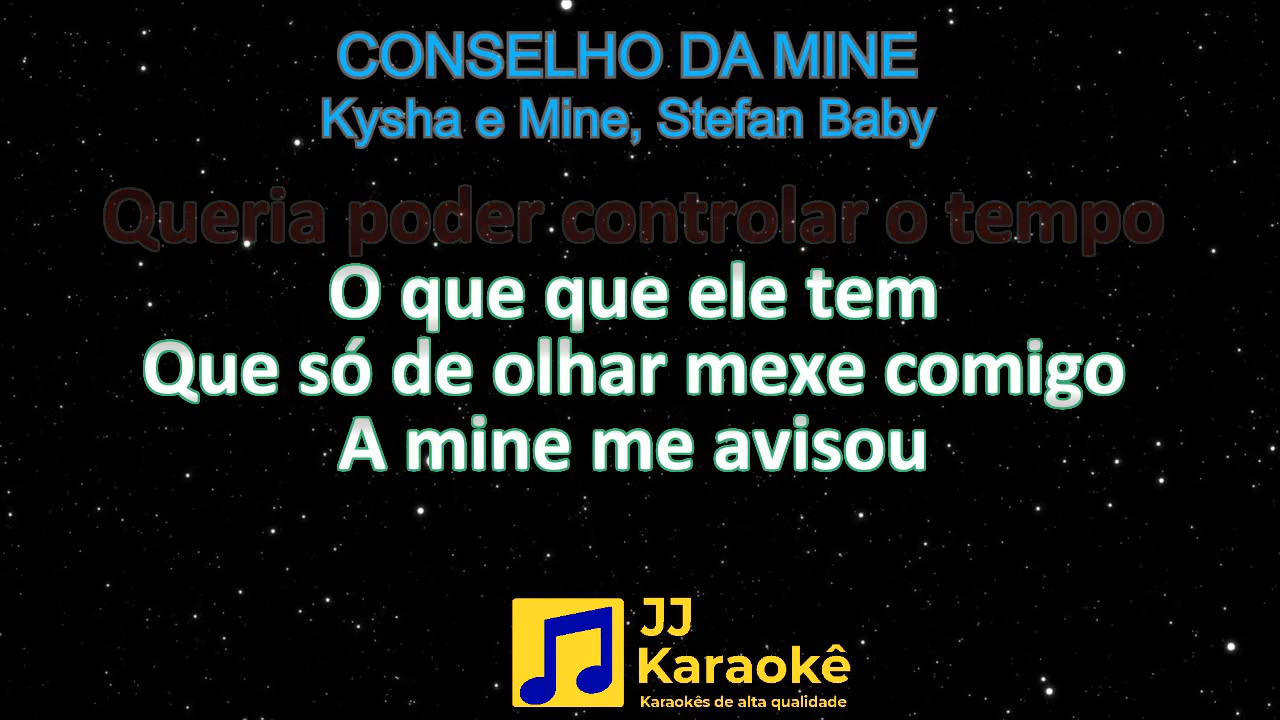 CONSELHO DA MINE
Kysha e Mine, Stefan Baby
Queria poder controlar o tempo
O que que ele tem
Que só de olhar mexe comigo
A mine me avisou
JJ
Karaokê
Karaokês de alta qualidade